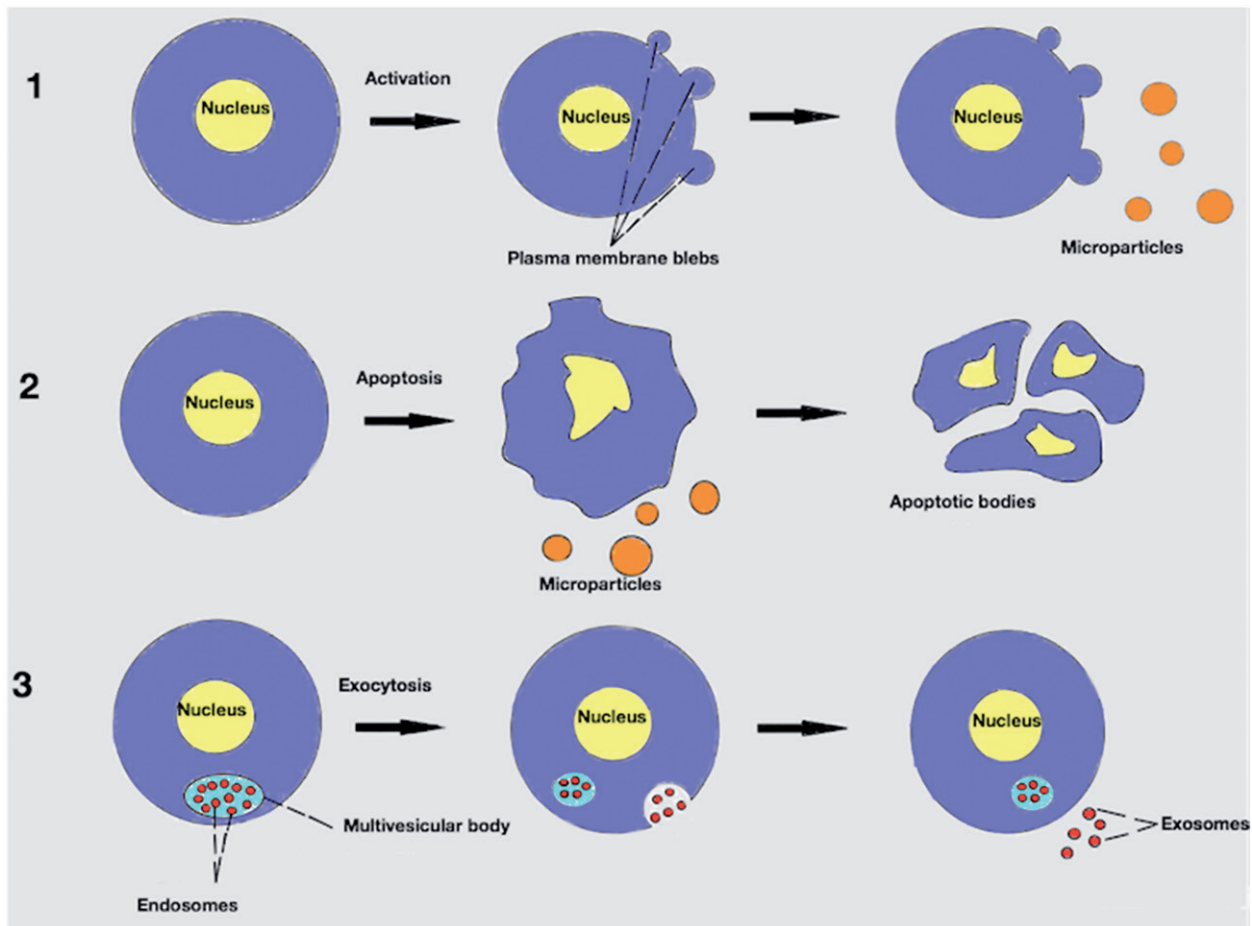 1
Nucleus
Activation
Nucleus
Nucleus
Plasma membrane blebs
Microparticles
2
Nucleus
Apoptosis
Microparticles
Apoptotic bodies
3
Nucleus
Exocytosis
Nucleus
Nucleus
Multivesicular body
Exosomes
Endosomes